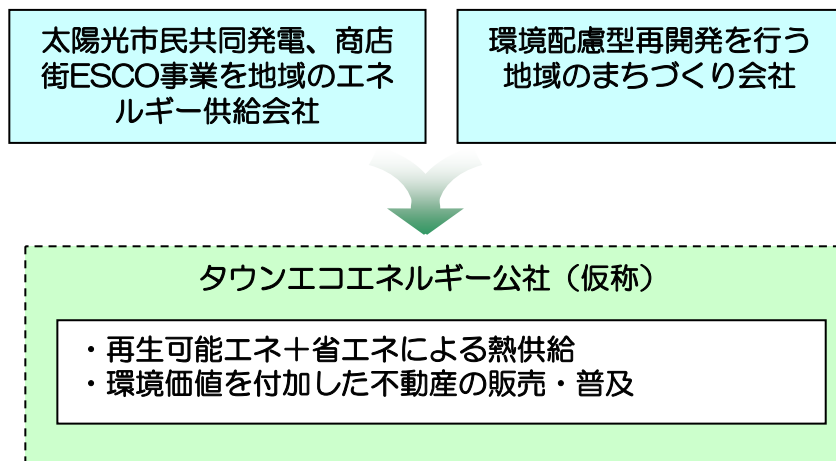 太陽光市民共同発電、商店
街ESCO事業を地域のエネ
ルギー供給会社
環境配慮型再開発を行う
地域のまちづくり会社
タウンエコエネルギー公社（仮称）
・再生可能エネ＋省エネによる熱供給
・環境価値を付加した不動産の販売・普及